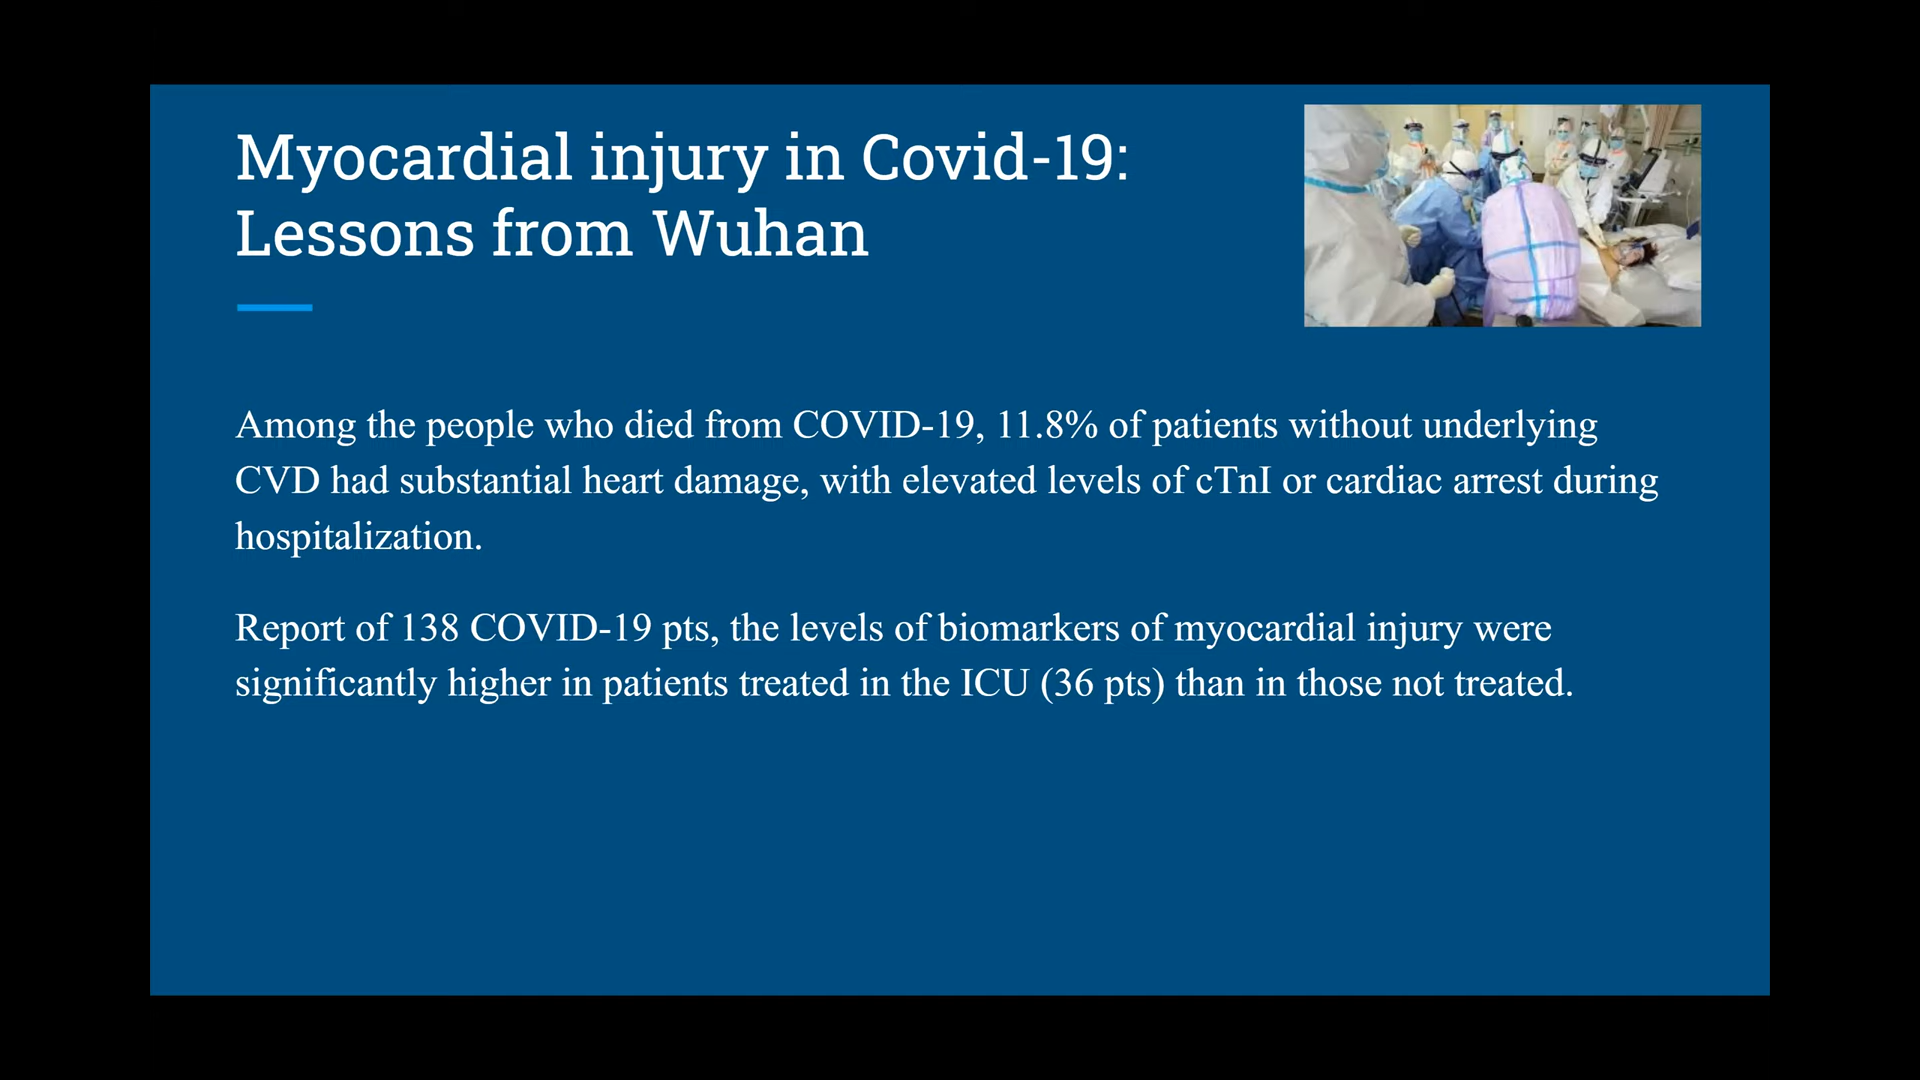 Myocardial injury in Covid-19:
Lessons from Wuhan
Among the people who died from COVID-19, 11.8% of patients without underlying
CVD had substantial heart damage, with elevated levels of cTnI or cardiac arrest during
hospitalization.
Report of 138 COVID-19 pts, the levels of biomarkers of myocardial injury were
significantly higher in patients treated in the ICU (36 pts) than in those not treated.